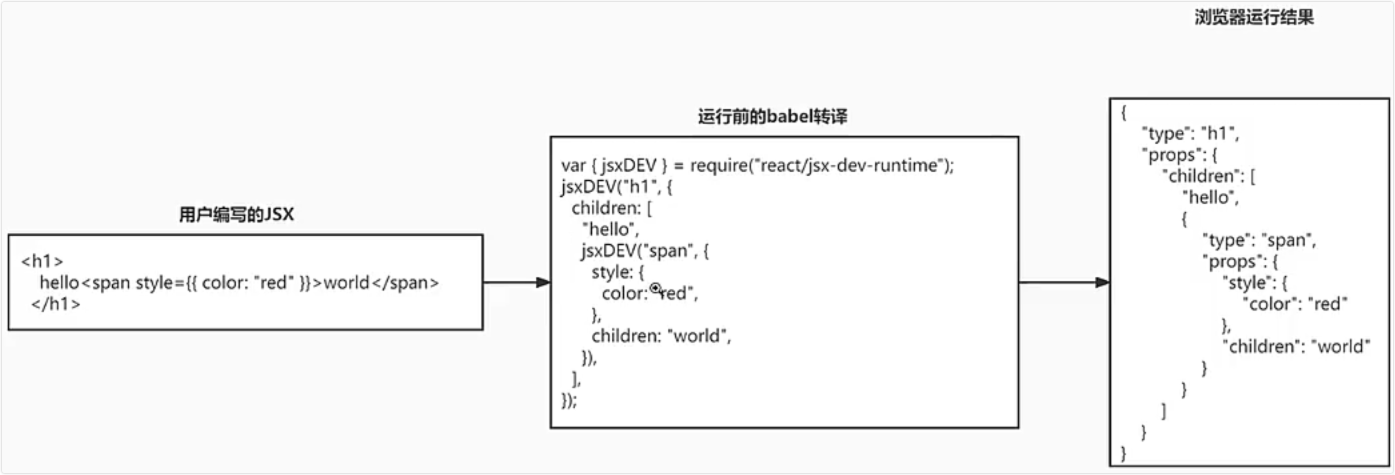 用户编写的JSX
<h1>
hello<span style={{ color: "red" }}>world</span>
</h1>
运行前的babel转译
var { jsxDEV } = require("react/jsx-dev-runtime");
jsxDEV("h1", {
children: [
"hello",
jsxDEV("span", {
style: {
color: "red",
},
children: "world",
}),
],
});
浏览器运行结果
{
"type": "h1",
"props": {
"children": [
"hello",
{
"type": "span",
"props": {
"style": {
"color": "red"
},
"children": "world"
}
}
]
}
}